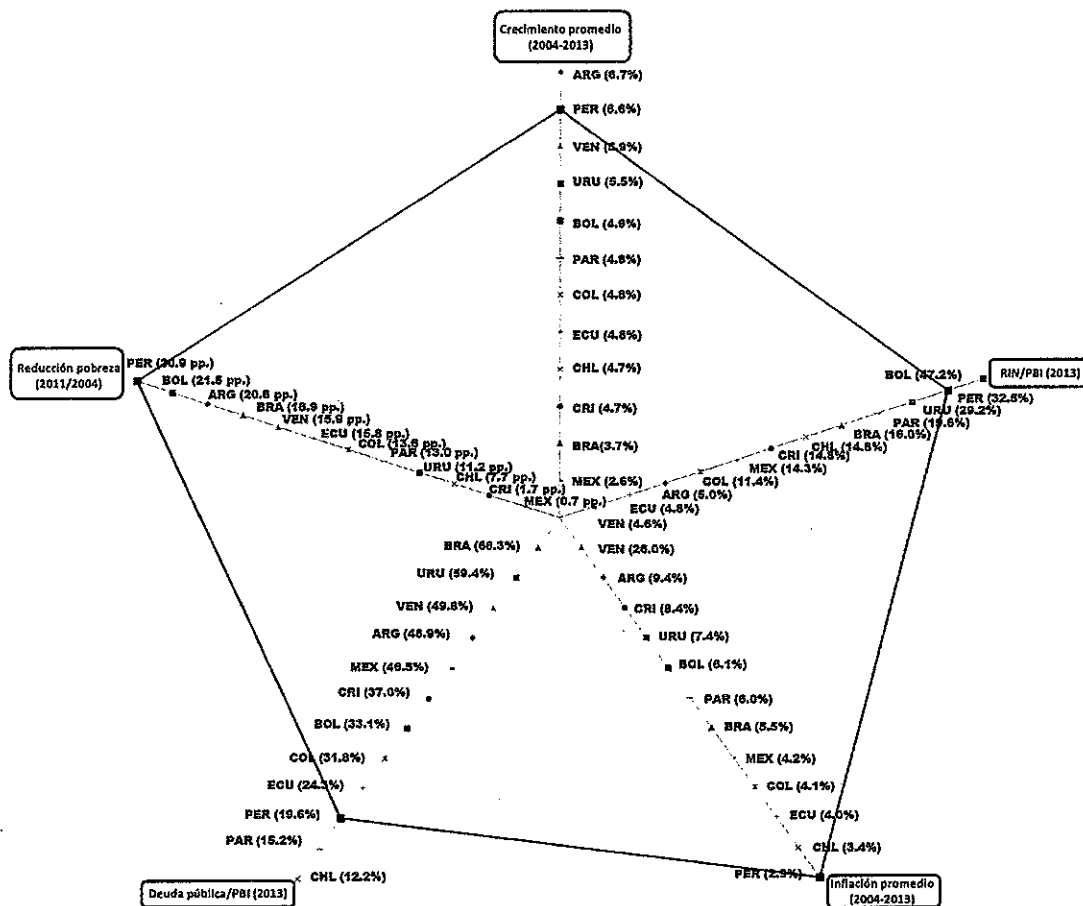 Crecimiento promedio
(2004-2013)
ARG (6.7%)
PER (6.6%)
VEN (5.9%)
URU (5.5%)
BOL (4.9%)
PAR (4.8%)
COL (4.8%)
ECU (4.8%)
CHL (4.7%)
CRI (4.7%)
BRA(3.7%)
MEX (2.6%)
Reducción pobreza
(2011/2004)
PER (30.9 pp.)
BOL (21.5 pp.)
ARG (20.6 pp.)
BRA (16.9 pp.)
VEN (15.9 pp.)
ECU (15.8 pp.)
COL (13.6 pp.)
PAR (13.0 pp.)
URU (11.2 pp.)
CHL (7.7 pp.)
CRI (1.7 pp.)
MEX (0.7 pp.)
RIN/PBI (2013)
BOL (47.2%)
PER (32.5%)
URU (29.2%)
PAR (19.6%)
BRA (16.0%)
CHL (14.8%)
CRI (14.8%)
MEX (14.3%)
COL (11.4%)
ARG (5.0%)
ECU (4.8%)
VEN (4.6%)
BRA (66.3%)
URU (59.4%)
VEN (49.8%)
ARG (46.9%)
MEX (46.5%)
CRI (37.0%)
BOL (33.1%)
COL (31.8%)
ECU (24.3%)
PER (19.6%)
PAR (15.2%)
CHL (12.2%)
Deuda pública/PBI (2013)
VEN (26.0%)
ARG (9.4%)
CRI (8.4%)
URU (7.4%)
BOL (6.1%)
PAR (6.0%)
BRA (5.5%)
MEX (4.2%)
COL (4.1%)
ECU (4.0%)
CHL (3.4%)
PER (2.9%)
Inflación promedio
(2004-2013)